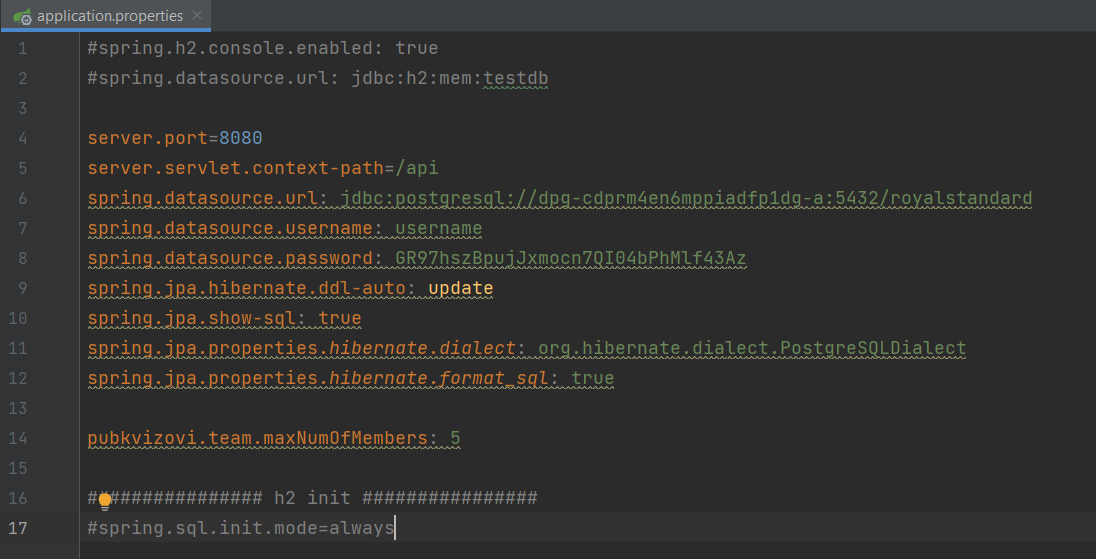 application.properties
1 #spring.h2.console.enabled: true
2 #spring.datasource.url: jdbc:h2:mem:testdb
3
4 server.port=8080
5 server.servlet.context-path=/api
6 spring.datasource.url: jdbc:postgresql://dpg-cdprm4en6mppiadfp1dg-a:5432/royalstandard
7 spring.datasource.username: username
8 spring.datasource.password: GR97hszBpujJxmocn7QI04bPhMlf43Az
9 spring.jpa.hibernate.ddl-auto: update
10 spring.jpa.show-sql: true
11 spring.jpa.properties.hibernate.dialect: org.hibernate.dialect.PostgreSQLDialect
12 spring.jpa.properties.hibernate.format_sql: true
13
14 pubkvizovi.team.maxNumOfMembers: 5
15
16 ################ h2 init ################
17 #spring.sql.init.mode=always